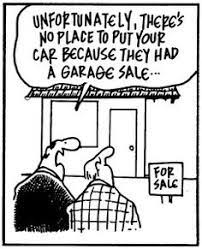 UNFORTUNATELY, THERE'S
NO PLACE TO PUT YOUR
CAR BECAUSE THEY HAD
A GARAGE SALE...
FOR
SALE